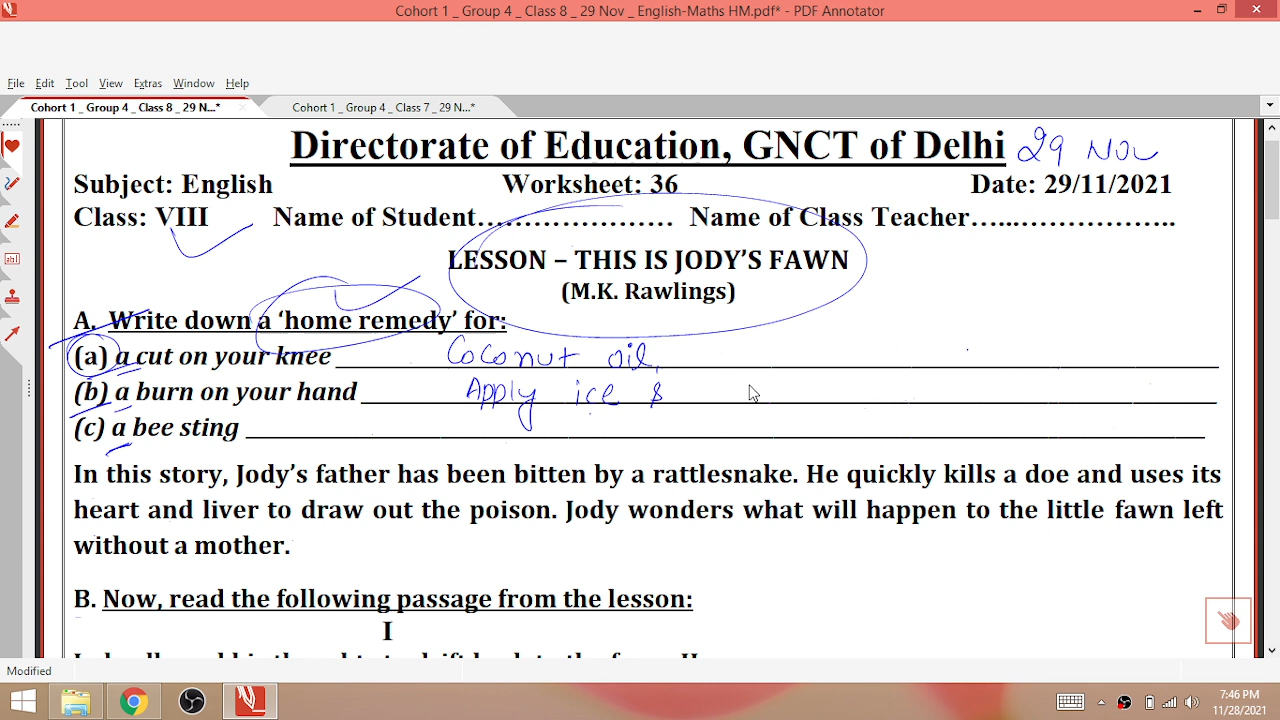 Cohort 1 _ Group 4 _ Class 8 _ 29 Nov _ English-Maths HM.pdf* - PDF Annotator
File Edit Tool View Extras Window Help
Cohort 1 _ Group 4 _ Class 8 _ 29 N...* Cohort 1 _ Group 4 _ Class 7 _ 29 N...*
Directorate of Education, GNCT of Delhi 29 Nov
Subject: English Worksheet: 36 Date: 29/11/2021
Class: VIII Name of Student………………… Name of Class Teacher…...……………..
LESSON – THIS IS JODY'S FAWN
(M.K. Rawlings)
A. Write down a 'home remedy' for:
(a) a cut on your knee Coconut oil,
(b) a burn on your hand Apply ice &
(c) a bee sting
In this story, Jody's father has been bitten by a rattlesnake. He quickly kills a doe and uses its
heart and liver to draw out the poison. Jody wonders what will happen to the little fawn left
without a mother.
B. Now, read the following passage from the lesson:
I
Modified
7:46 PM
11/28/2021